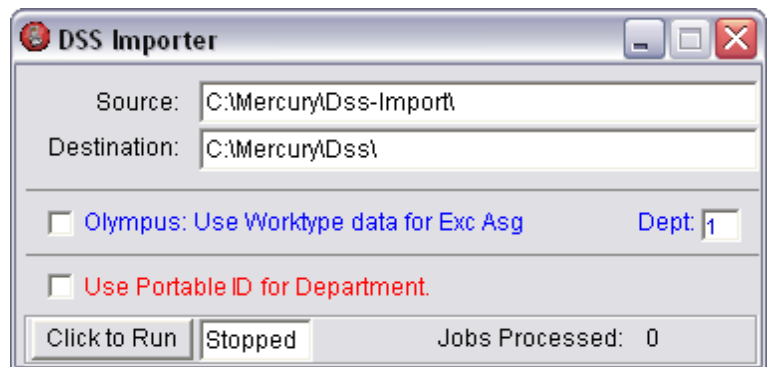 DSS Importer
Source: C:\Mercury\Dss-Import\
Destination: C:\Mercury\Dss\
Olympus: Use Worktype data for Exc Asg Dept: 1
Use Portable ID for Department.
Click to Run Stopped Jobs Processed: 0